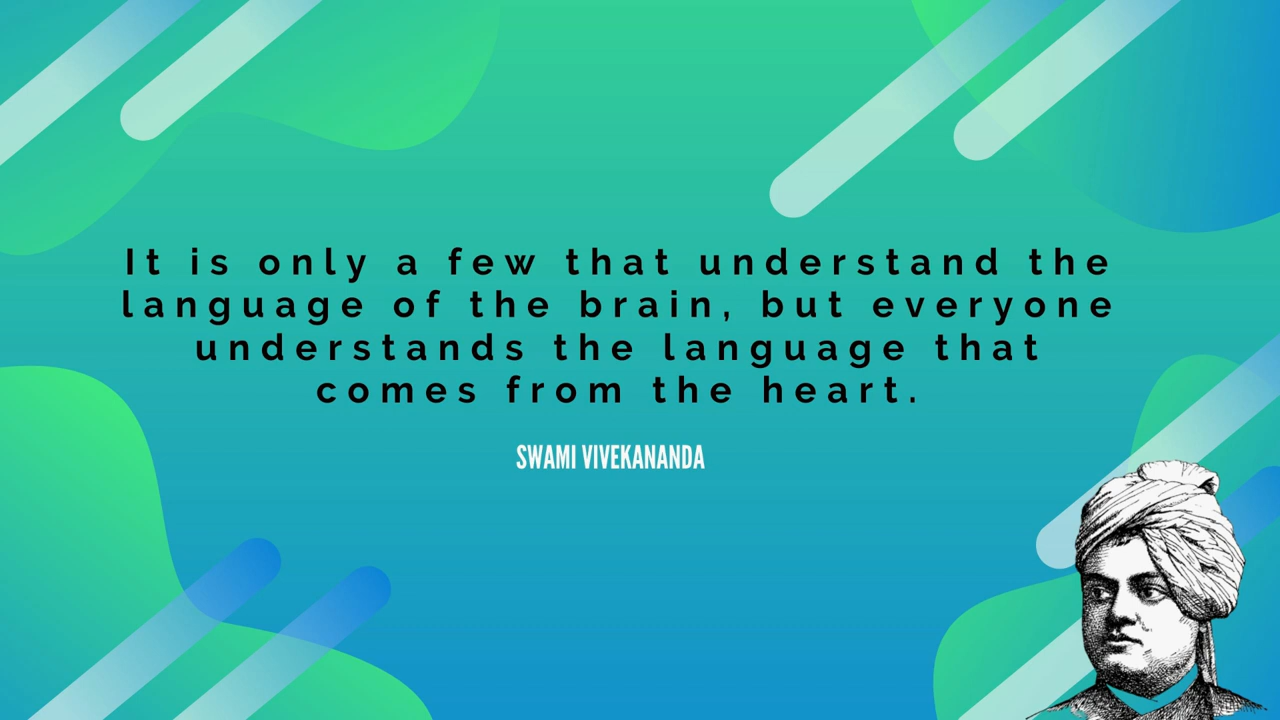 It is only a few that understand the
language of the brain, but everyone
understands the language that
comes from the heart.
SWAMI VIVEKANANDA